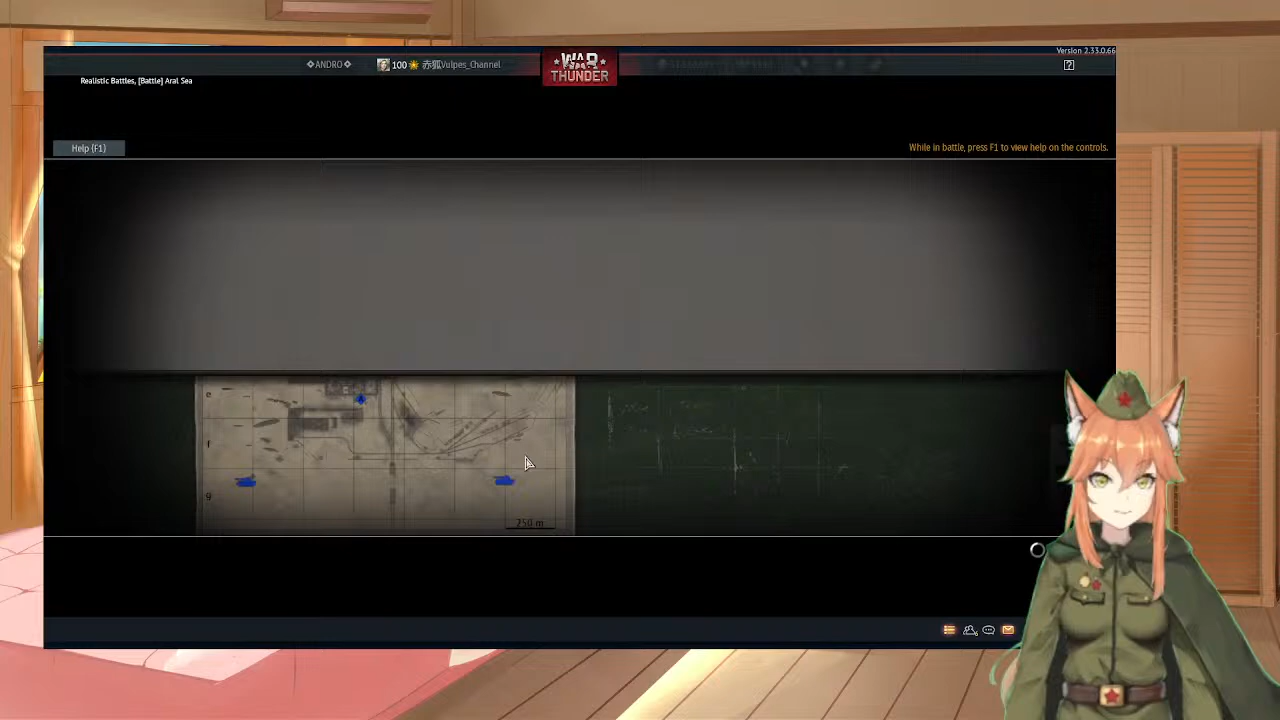 Version 2.33.0.66
◇ANDRO◇ 100 赤狐Vulpes_Channel
WAR THUNDER
?
Realistic Battles, [Battle] Aral Sea
Help (F1)
While in battle, press F1 to view help on the controls.
e
f
g
250 m